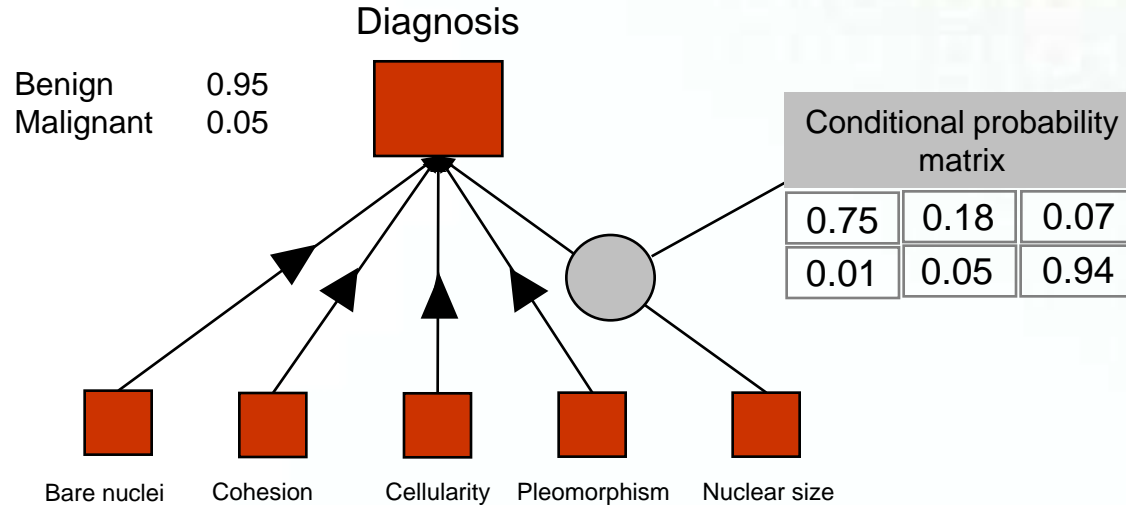 Diagnosis
Benign 0.95
Malignant 0.05
Conditional probability
matrix
0.75 0.18 0.07
0.01 0.05 0.94
Bare nuclei Cohesion Cellularity Pleomorphism Nuclear size